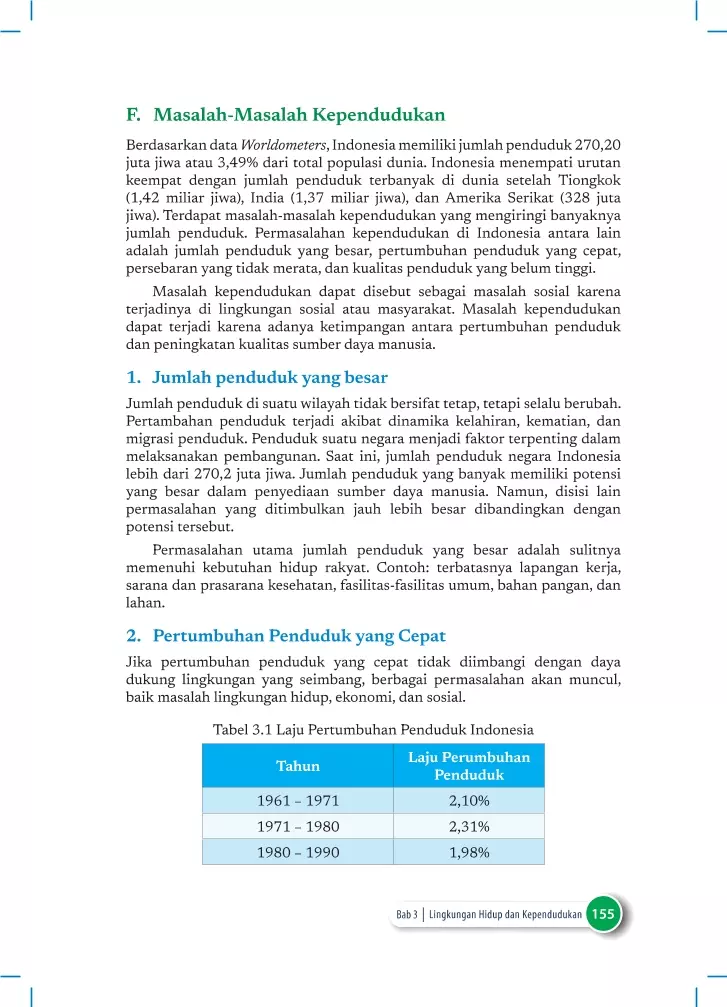 F. Masalah-Masalah Kependudukan
Berdasarkan data Worldometers, Indonesia memiliki jumlah penduduk 270,20
juta jiwa atau 3,49% dari total populasi dunia. Indonesia menempati urutan
keempat dengan jumlah penduduk terbanyak di dunia setelah Tiongkok
(1,42 miliar jiwa), India (1,37 miliar jiwa), dan Amerika Serikat (328 juta
jiwa). Terdapat masalah-masalah kependudukan yang mengiringi banyaknya
jumlah penduduk. Permasalahan kependudukan di Indonesia antara lain
adalah jumlah penduduk yang besar, pertumbuhan penduduk yang cepat,
persebaran yang tidak merata, dan kualitas penduduk yang belum tinggi.
Masalah kependudukan dapat disebut sebagai masalah sosial karena
terjadinya di lingkungan sosial atau masyarakat. Masalah kependudukan
dapat terjadi karena adanya ketimpangan antara pertumbuhan penduduk
dan peningkatan kualitas sumber daya manusia.
1. Jumlah penduduk yang besar
Jumlah penduduk di suatu wilayah tidak bersifat tetap, tetapi selalu berubah.
Pertambahan penduduk terjadi akibat dinamika kelahiran, kematian, dan
migrasi penduduk. Penduduk suatu negara menjadi faktor terpenting dalam
melaksanakan pembangunan. Saat ini, jumlah penduduk negara Indonesia
lebih dari 270,2 juta jiwa. Jumlah penduduk yang banyak memiliki potensi
yang besar dalam penyediaan sumber daya manusia. Namun, disisi lain
permasalahan yang ditimbulkan jauh lebih besar dibandingkan dengan
potensi tersebut.
Permasalahan utama jumlah penduduk yang besar adalah sulitnya
memenuhi kebutuhan hidup rakyat. Contoh: terbatasnya lapangan kerja,
sarana dan prasarana kesehatan, fasilitas-fasilitas umum, bahan pangan, dan
lahan.
2. Pertumbuhan Penduduk yang Cepat
Jika pertumbuhan penduduk yang cepat tidak diimbangi dengan daya
dukung lingkungan yang seimbang, berbagai permasalahan akan muncul,
baik masalah lingkungan hidup, ekonomi, dan sosial.
Tabel 3.1 Laju Pertumbuhan Penduduk Indonesia
Tahun
Laju Perumbuhan
Penduduk
1961 – 1971 2,10%
1971 – 1980 2,31%
1980 – 1990 1,98%
Bab 3 | Lingkungan Hidup dan Kependudukan 155